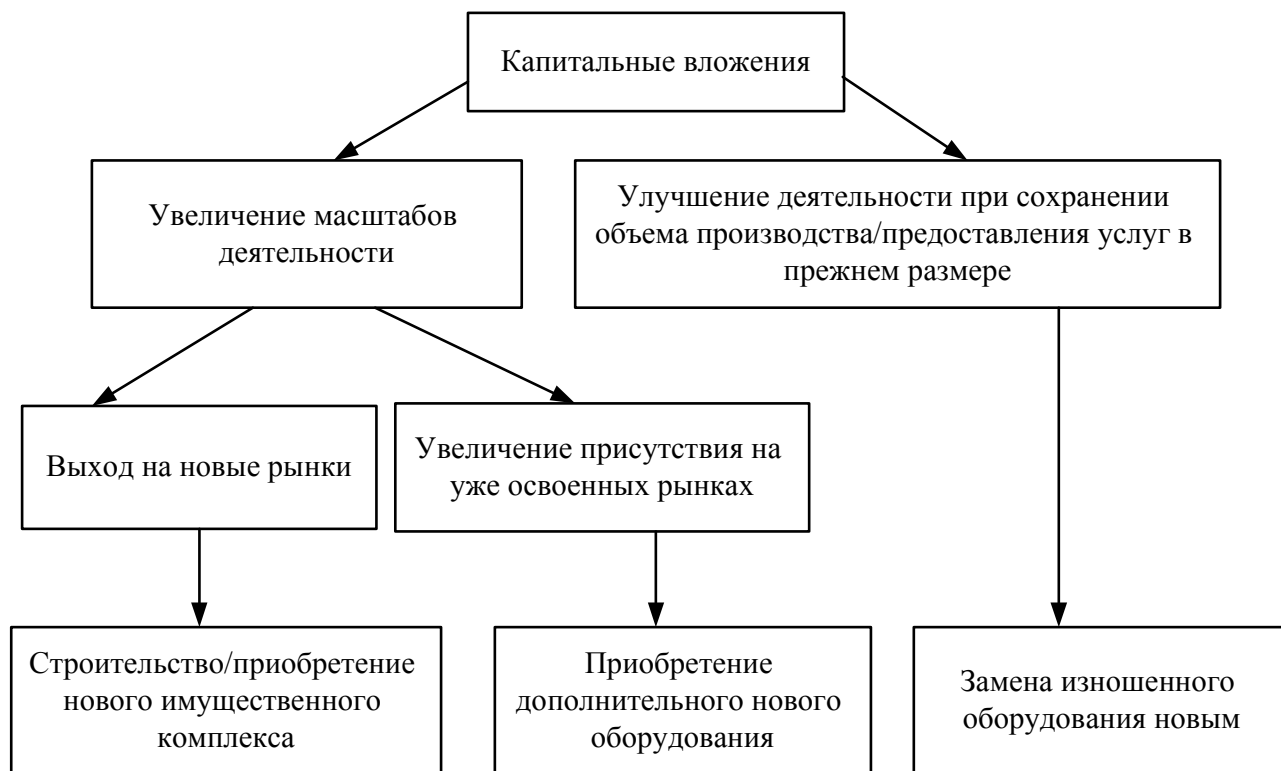 Капитальные вложения
Увеличение масштабов
деятельности
Улучшение деятельности при сохранении
объема производства/предоставления услуг в
прежнем размере
Выход на новые рынки
Увеличение присутствия на
уже освоенных рынках
Строительство/приобретение
нового имущественного
комплекса
Приобретение
дополнительного нового
оборудования
Замена изношенного
оборудования новым